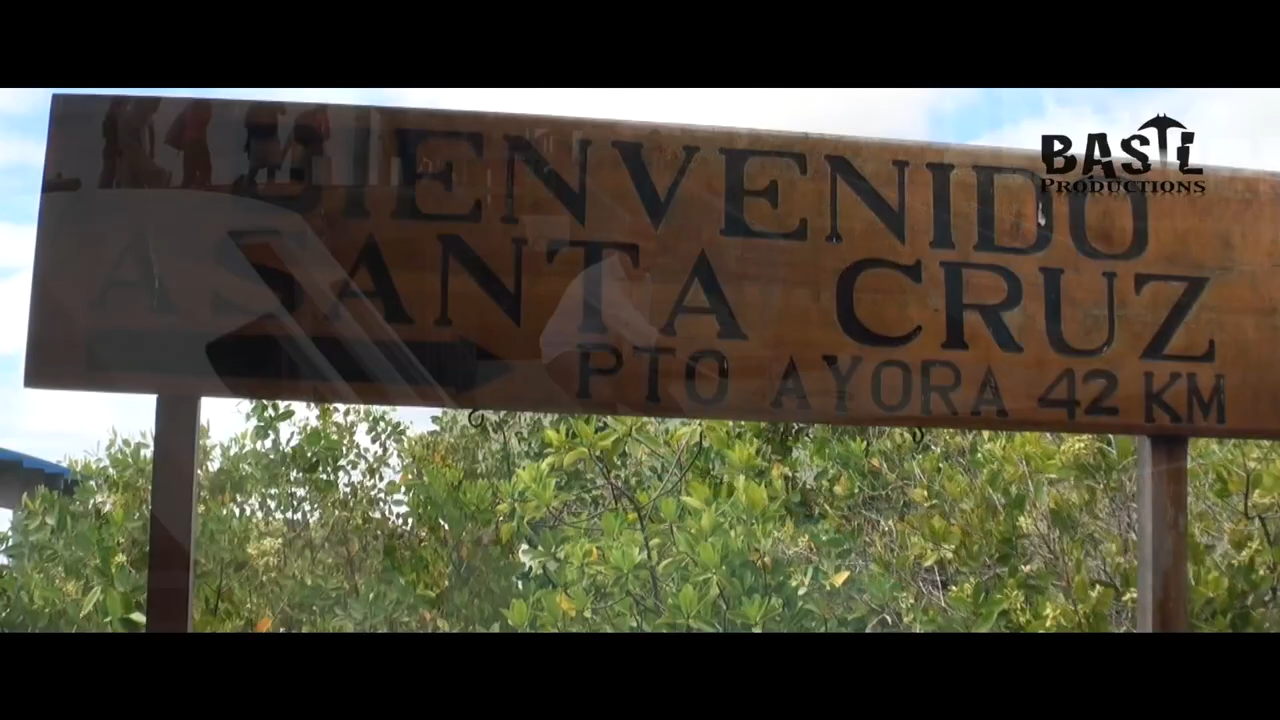 BIENVENIDO
A SANTA CRUZ
PTO AYORA 42 KM
BASIL
PRODUCTIONS